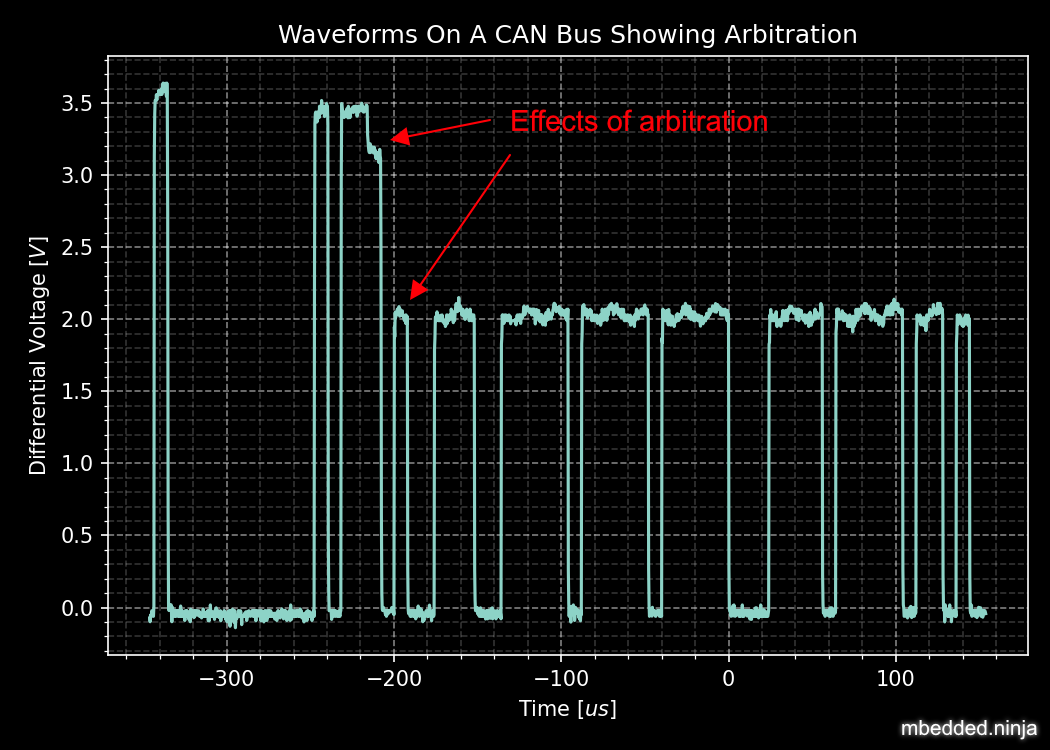 Waveforms On A CAN Bus Showing Arbitration
Effects of arbitration
Differential Voltage [V]
3.5
3.0
2.5
2.0
1.5
1.0
0.5
0.0
−300
−200
−100
0
100
Time [us]
mbedded.ninja